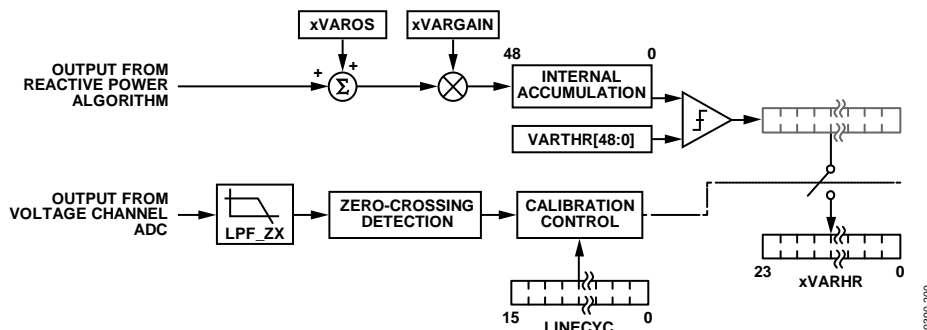 xVAROS
xVARGAIN
OUTPUT FROM
REACTIVE POWER
ALGORITHM
+
+
Σ
48
0
INTERNAL
ACCUMULATION
VARTHR[48:0]
OUTPUT FROM
VOLTAGE CHANNEL
ADC
LPF_ZX
ZERO-CROSSING
DETECTION
CALIBRATION
CONTROL
23
0
xVARHR
15
0
LINECYC